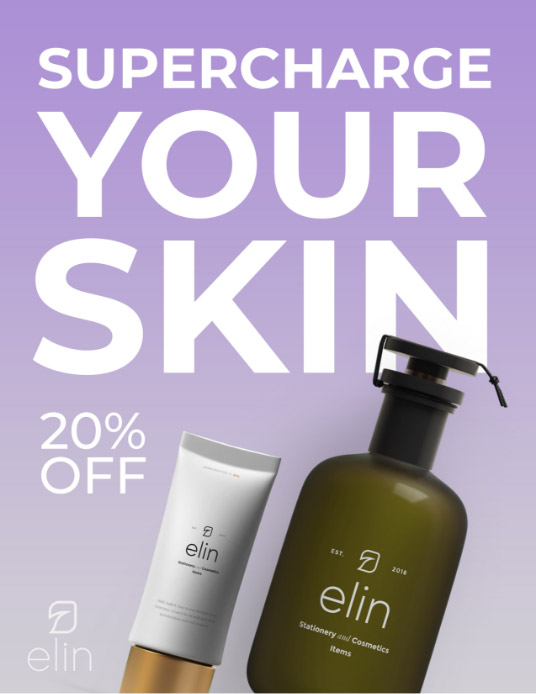 SUPERCHARGE
YOUR
SKIN
20%
OFF
elin
Stationery and Cosmetics
Items
EST. 2016
elin
Stationery and Cosmetics
Items
elin